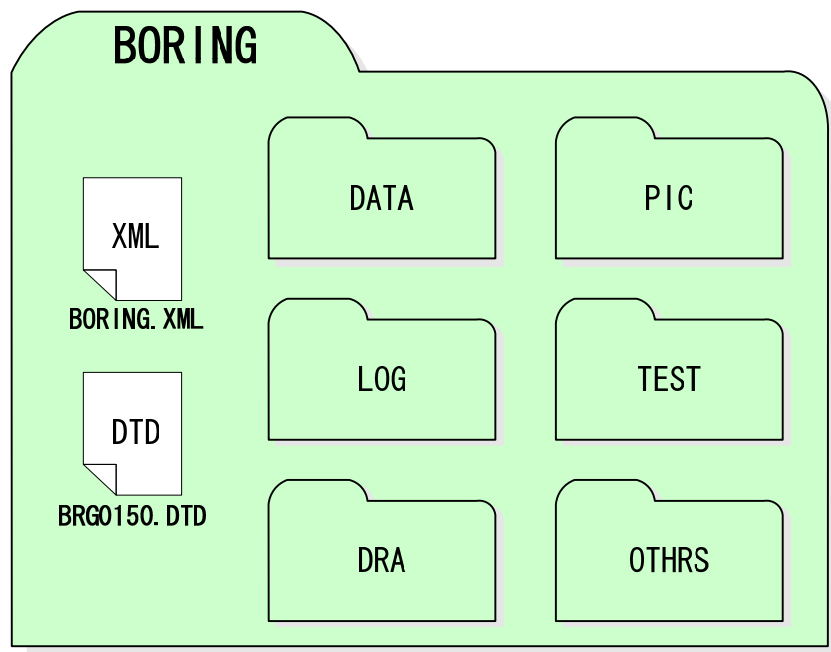 BORING
XML
BORING.XML
DTD
BRG0150.DTD
DATA
PIC
LOG
TEST
DRA
OTHRS